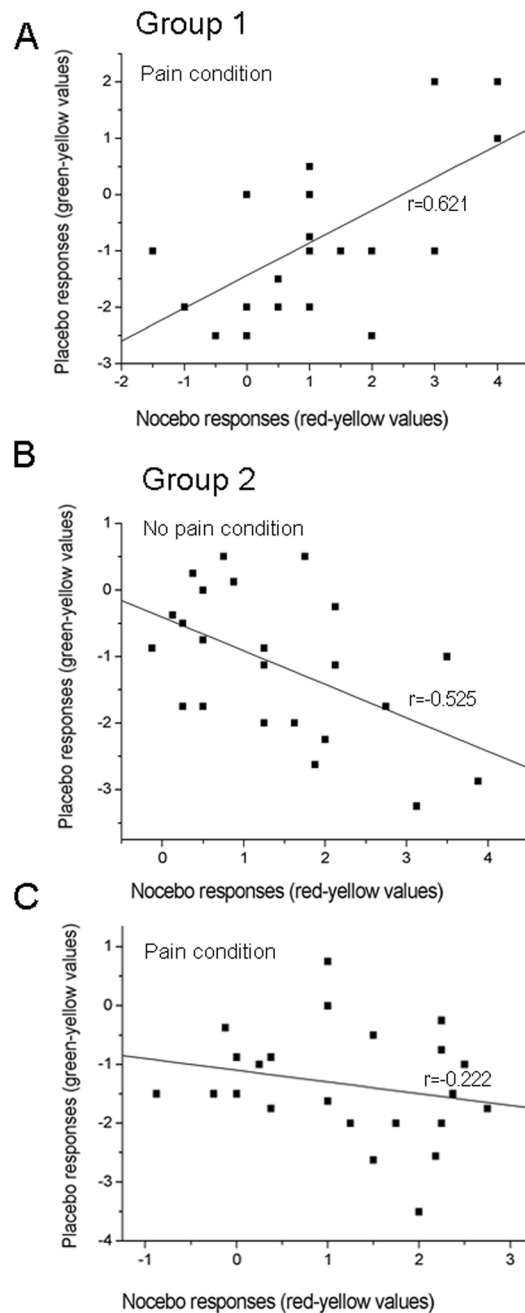 A
Group 1
Pain condition
Placebo responses (green-yellow values)
2
1
0
-1
-2
-3
r=0.621
-2 -1 0 1 2 3 4
Nocebo responses (red-yellow values)
B
Group 2
No pain condition
Placebo responses (green-yellow values)
1
0
-1
-2
-3
r=-0.525
0 1 2 3 4
Nocebo responses (red-yellow values)
C
Pain condition
Placebo responses (green-yellow values)
1
0
-1
-2
-3
-4
r=-0.222
-1 0 1 2 3
Nocebo responses (red-yellow values)